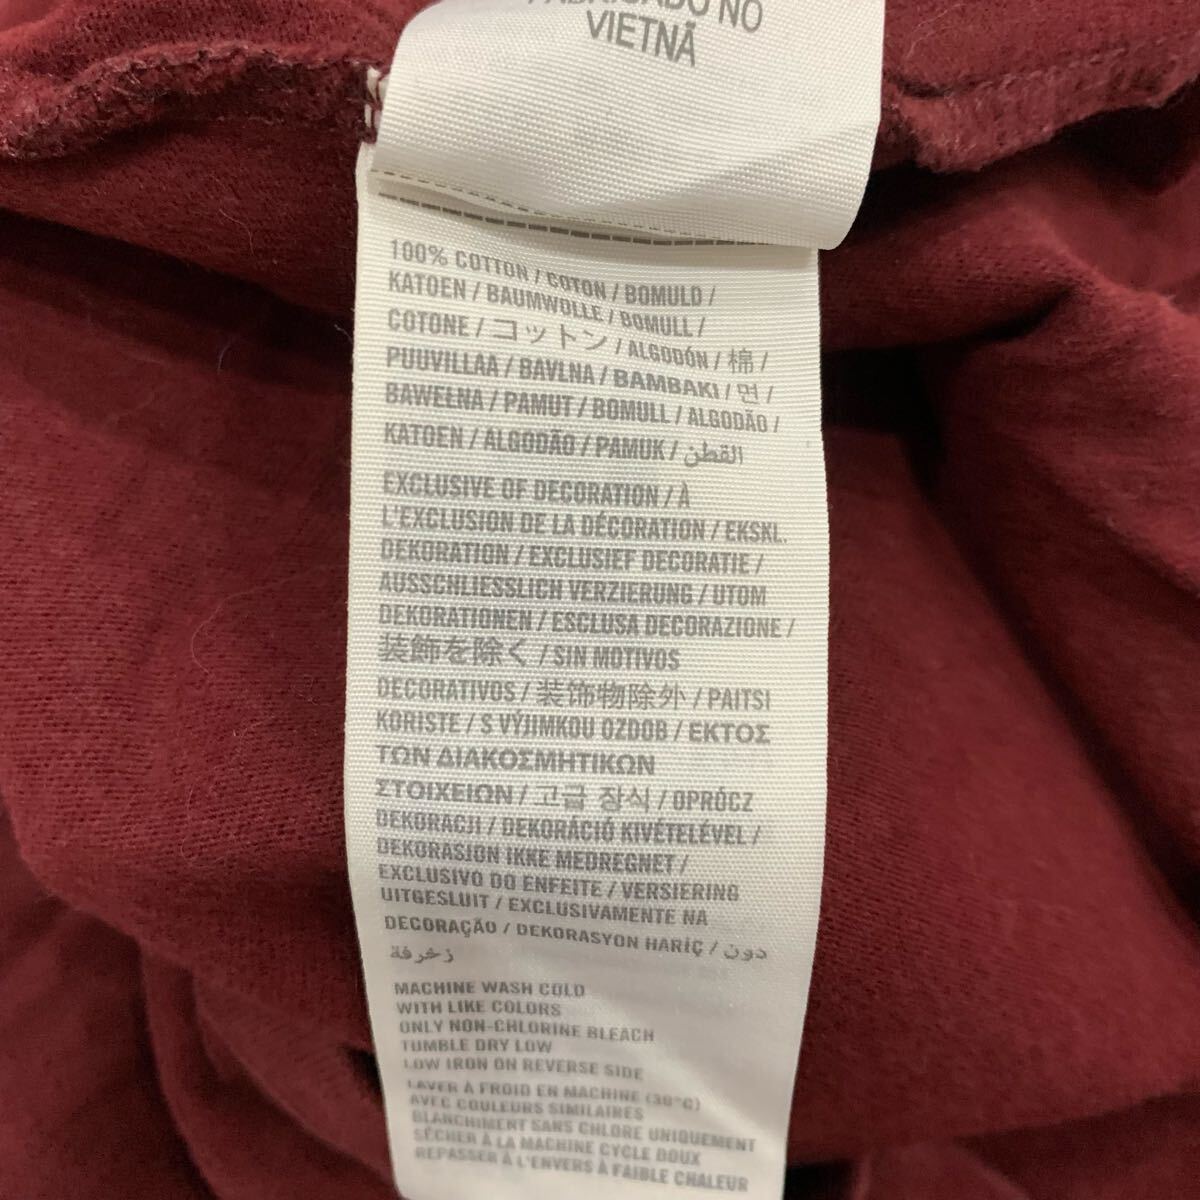 FABRICADO NO
VIETNÃ
100% COTTON / COTON / BOMULD /
KATOEN / BAUMWOLLE / BOMULL /
COTONE / コットン / ALGODÓN / 棉 /
PUUVILLAA / BAVLNA / BAMBAKI / 면 /
BAWEŁNA / PAMUT / BOMULL / ALGODÃO /
KATOEN / ALGODÃO / PAMUK / القطن
EXCLUSIVE OF DECORATION / À
L'EXCLUSION DE LA DÉCORATION / EKSKL.
DEKORATION / EXCLUSIEF DECORATIE /
AUSSCHLIESSLICH VERZIERUNG / UTOM
DEKORATIONEN / ESCLUSA DECORAZIONE /
装飾を除く / SIN MOTIVOS
DECORATIVOS / 装饰物除外 / PAITSI
KORISTE / S VÝJIMKOU OZDOB / ΕΚΤΟΣ
ΤΩΝ ΔΙΑΚΟΣΜΗΤΙΚΩΝ
ΣΤΟΙΧΕΙΩΝ / 고급 장식 / OPRÓCZ
DEKORACJI / DEKORÁCIÓ KIVÉTELÉVEL /
DEKORASJON IKKE MEDREGNET /
EXCLUSIVO DO ENFEITE / VERSIERING
UITGESLUIT / EXCLUSIVAMENTE NA
DECORAÇÃO / DEKORASYON HARİÇ / دون
زخرفة
MACHINE WASH COLD
WITH LIKE COLORS
ONLY NON-CHLORINE BLEACH
TUMBLE DRY LOW
LOW IRON ON REVERSE SIDE
LAVER À FROID EN MACHINE (30°C)
AVEC COULEURS SIMILAIRES
BLANCHIMENT SANS CHLORE UNIQUEMENT
SÉCHER À LA MACHINE CYCLE DOUX
REPASSER À L'ENVERS À FAIBLE CHALEUR